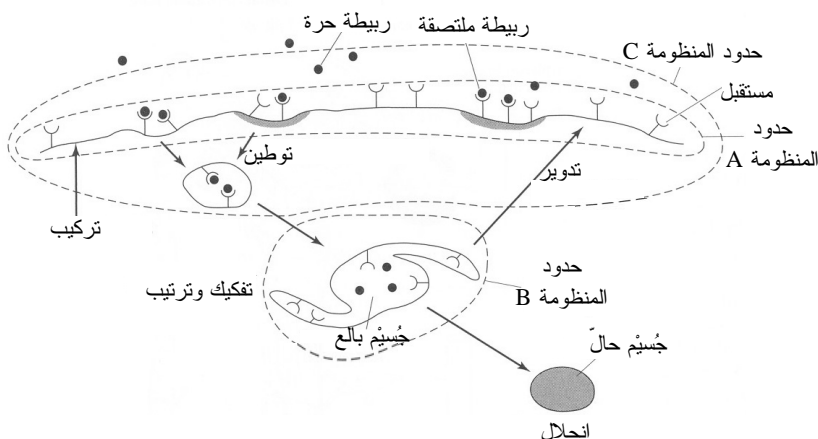 ربيطة حرة
ربيطة ملتصقة
حدود المنظومة C
مستقبل
حدود
المنظومة A
توطين
تدوير
تركيب
حدود
المنظومة B
تفكيك وترتيب
جُسيْم بالع
جُسيْم حالّ
انحلال